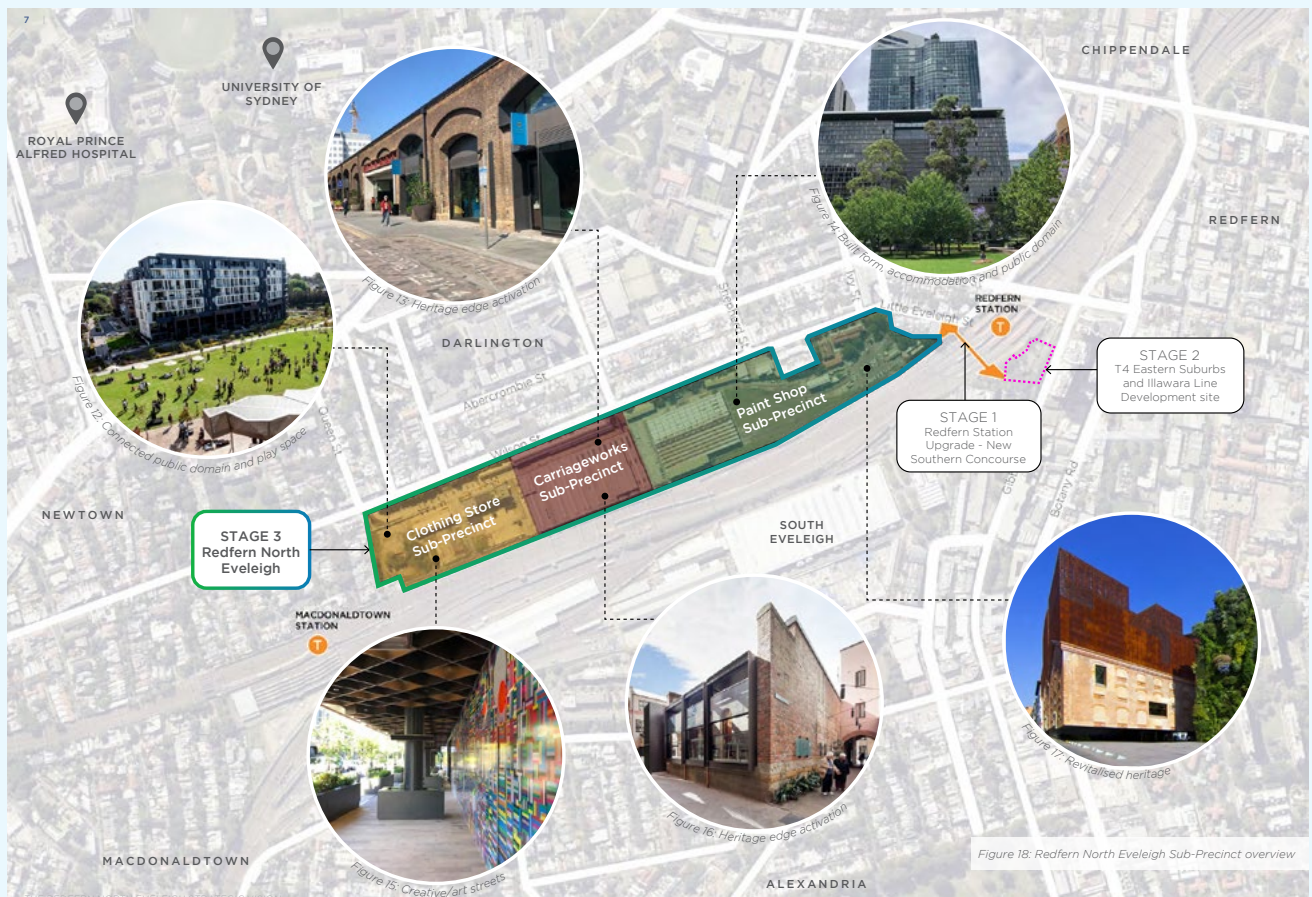 7
UNIVERSITY OF
SYDNEY
ROYAL PRINCE
ALFRED HOSPITAL
CHIPPENDALE
REDFERN
Figure 13: Heritage edge activation
Figure 14: Built form, accommodation and public domain
Ivy St
Little Eveleigh St
REDFERN
STATION
T
DARLINGTON
Abercrombie St
Figure 12: Connected public domain and play space
STAGE 2
T4 Eastern Suburbs
and Illawara Line
Development site
Paint Shop
Sub-Precinct
STAGE 1
Redfern Station
Upgrade - New
Southern Concourse
Wilson St
Carriageworks
Sub-Precinct
Botany Rd
Clothing Store
Sub-Precinct
NEWTOWN
STAGE 3
Redfern North
Eveleigh
SOUTH
EVELEIGH
MACDONALDTOWN
STATION
T
Figure 17: Revitalised heritage
Figure 16: Heritage edge activation
Figure 15: Creative/art streets
Figure 18: Redfern North Eveleigh Sub-Precinct overview
MACDONALDTOWN
ALEXANDRIA